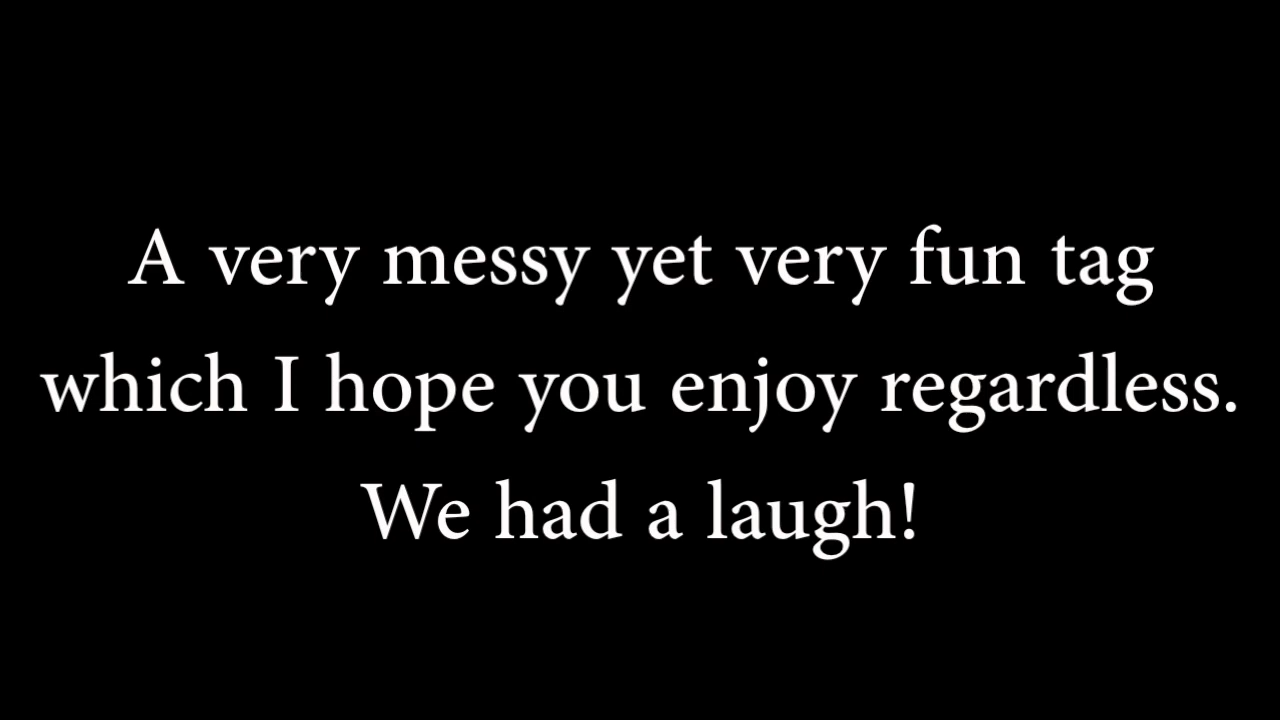 A very messy yet very fun tag
which I hope you enjoy regardless.
We had a laugh!